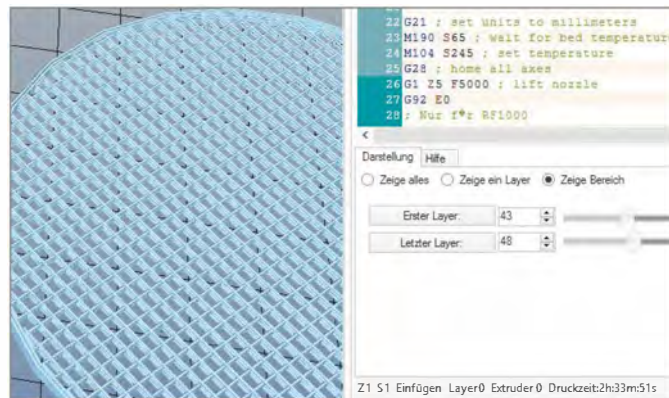 22 G21 ; set units to millimeters
23 M190 S65 ; wait for bed temperatur
24 M104 S245 ; set temperature
25 G28 ; home all axes
26 G1 Z5 F5000 ; lift nozzle
27 G92 E0
28 ; Nur f*r RF1000
<
Darstellung Hilfe
Zeige alles Zeige ein Layer Zeige Bereich
Erster Layer: 43
Letzter Layer: 48
Z1 S1 Einfügen Layer0 Extruder 0 Druckzeit:2h:33m:51s